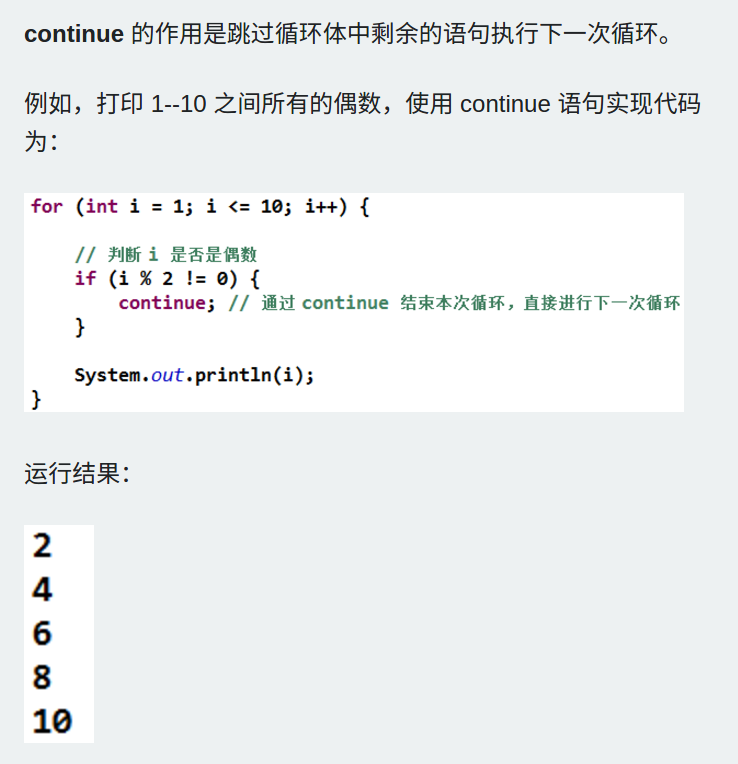 continue 的作用是跳过循环体中剩余的语句执行下一次循环。
例如，打印 1--10 之间所有的偶数，使用 continue 语句实现代码
为：
for (int i = 1; i <= 10; i++) {
// 判断 i 是否是偶数
if (i % 2 != 0) {
continue; // 通过 continue 结束本次循环，直接进行下一次循环
}
System.out.println(i);
}
运行结果：
2
4
6
8
10